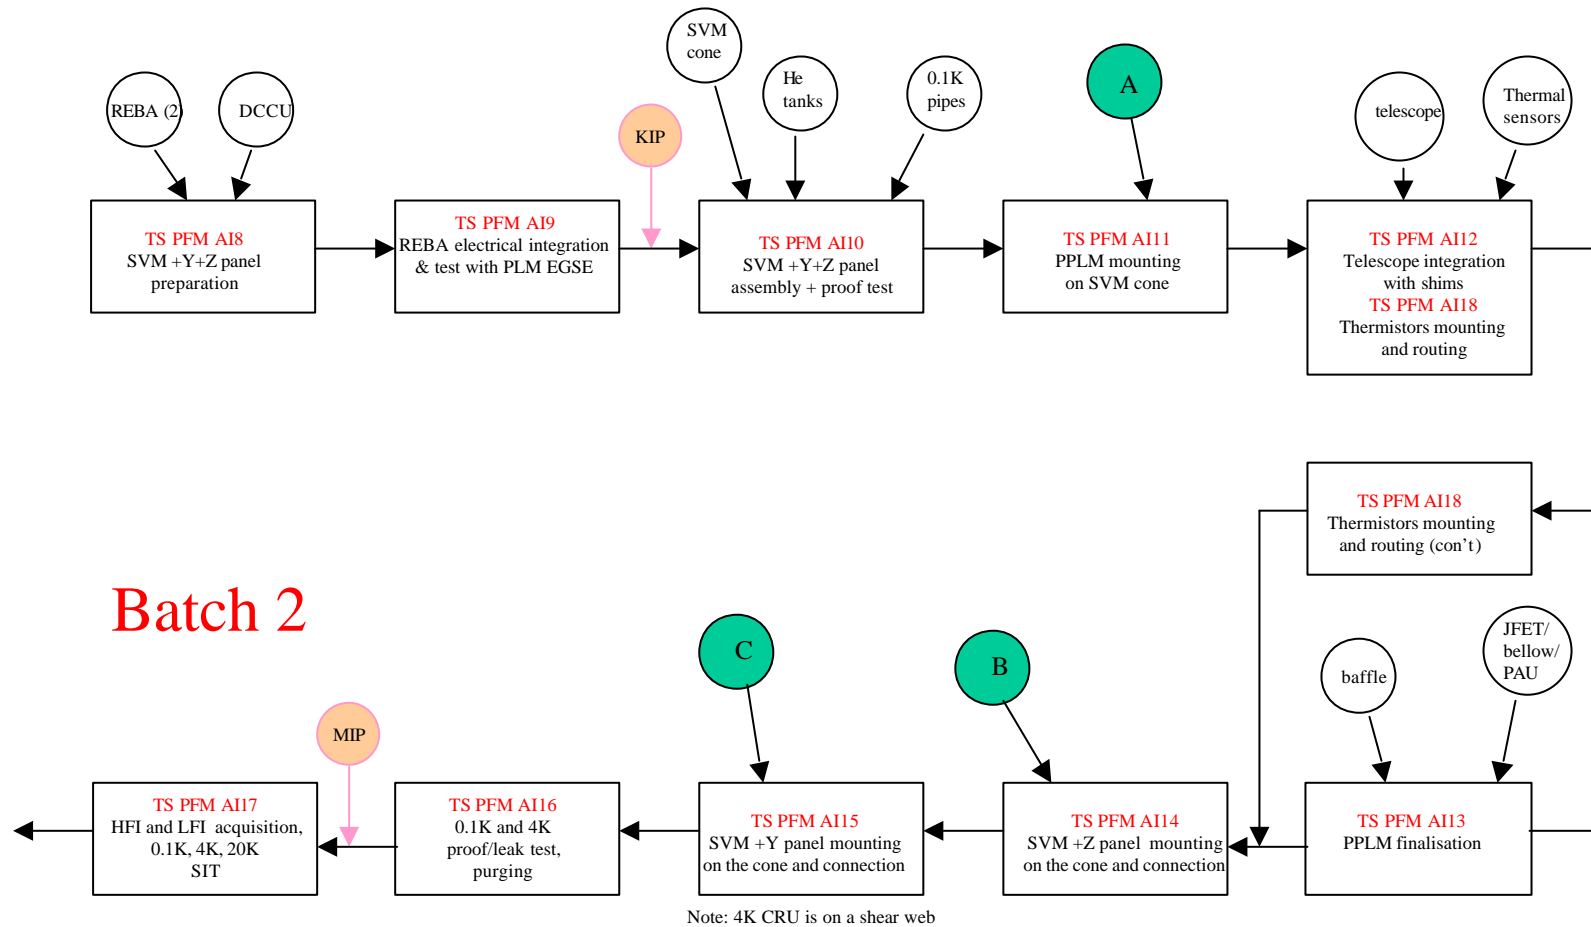 SVM
cone
He
tanks
0.1K
pipes
A
telescope
Thermal
sensors
REBA (2)
DCCU
KIP
TS PFM AI8
SVM +Y+Z panel
preparation
TS PFM AI9
REBA electrical integration
& test with PLM EGSE
TS PFM AI10
SVM +Y+Z panel
assembly + proof test
TS PFM AI11
PPLM mounting
on SVM cone
TS PFM AI12
Telescope integration
with shims
TS PFM AI18
Thermistors mounting
and routing
TS PFM AI18
Thermistors mounting
and routing (con't)
Batch 2
C
B
baffle
JFET/
bellow/
PAU
MIP
TS PFM AI17
HFI and LFI acquisition,
0.1K, 4K, 20K
SIT
TS PFM AI16
0.1K and 4K
proof/leak test,
purging
TS PFM AI15
SVM +Y panel mounting
on the cone and connection
TS PFM AI14
SVM +Z panel mounting
on the cone and connection
TS PFM AI13
PPLM finalisation
Note: 4K CRU is on a shear web